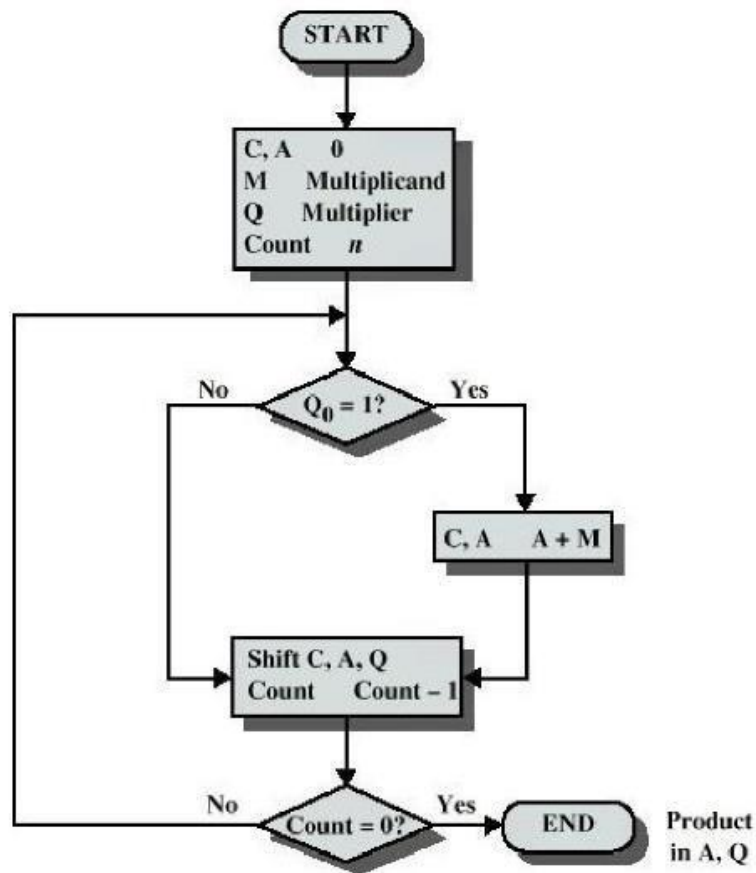 START
C, A 0
M Multiplicand
Q Multiplier
Count n
No
Q0 = 1?
Yes
C, A A + M
Shift C, A, Q
Count Count – 1
No
Count = 0?
Yes
END
Product
in A, Q